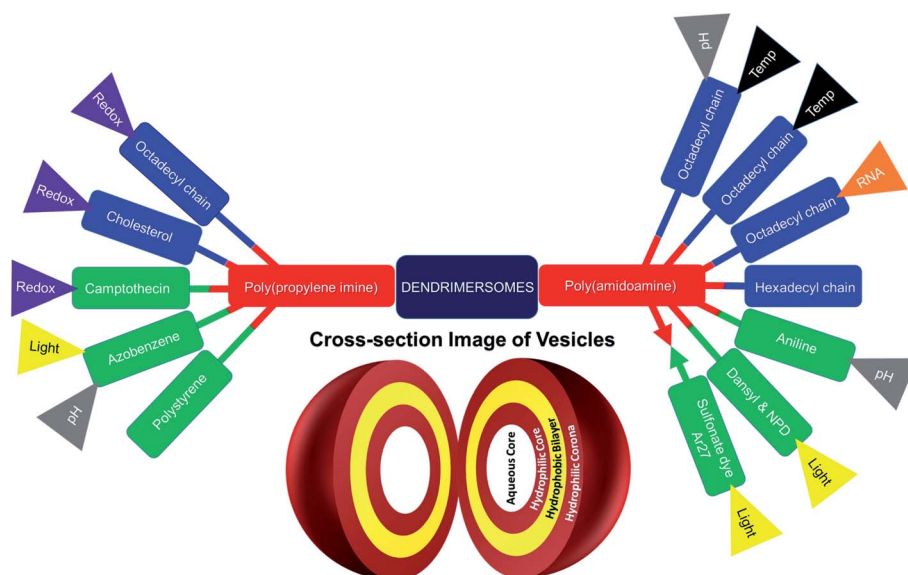 Redox
Octadecyl chain
Redox
Cholesterol
Redox
Camptothecin
Light
pH
Azobenzene
Polystyrene
Poly(propylene imine)
DENDRIMERSOMES
Poly(amidoamine)
pH
Temp
Octadecyl chain
Temp
Octadecyl chain
RNA
Octadecyl chain
Hexadecyl chain
Aniline
pH
Dansyl & NPD
Light
Sulfonate dye
Ar27
Light
Cross-section Image of Vesicles
Aqueous Core
Hydrophilic Core
Hydrophobic Bilayer
Hydrophilic Corona